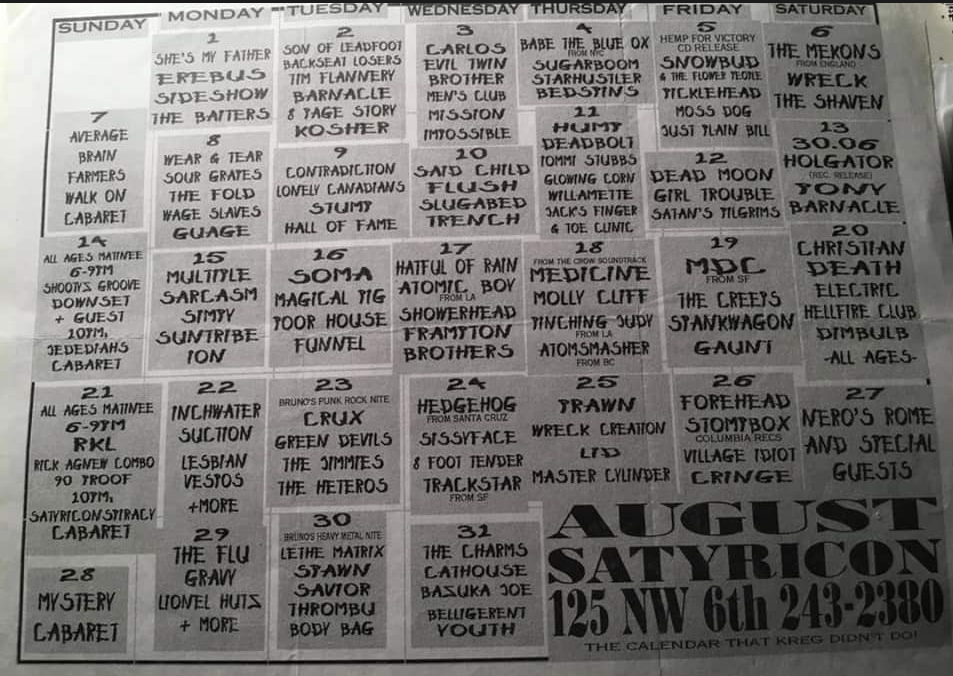 SUNDAY
MONDAY
TUESDAY
WEDNESDAY
THURSDAY
FRIDAY
SATURDAY
1
SHE'S MY FATHER
EREBUS
SIDESHOW
THE BAITERS
2
SON OF LEADFOOT
BACKSEAT LOSERS
TIM FLANNERY
BARNACLE
8 PAGE STORY
KOSHER
3
CARLOS
EVIL TWIN
BROTHER
MEN'S CLUB
MISSION
IMPOSSIBLE
4
BABE THE BLUE OX
FROM NYC
SUGARBOOM
STARHUSTLER
BEDSPINS
5
HEMP FOR VICTORY
CD RELEASE
SNOWBUD
& THE FLOWER PEOPLE
PICKLEHEAD
MOSS DOG
JUST PLAIN BILL
6
THE MEKONS
FROM ENGLAND
WRECK
THE SHAVEN
7
AVERAGE
BRAIN
FARMERS
WALK ON
CABARET
8
WEAR & TEAR
SOUR GRAPES
THE FOLD
WAGE SLAVES
GUAGE
9
CONTRADICTION
LONELY CANADIANS
STUMP
HALL OF FAME
10
SAID CHILD
FLUSH
SLUGABED
TRENCH
11
HUMP
DEADBOLT
TOMMI STUBBS
GLOWING CORN
WILLAMETTE
JACK'S FINGER
& TOE CLINIC
12
DEAD MOON
GIRL TROUBLE
SATAN'S PILGRIMS
13
30.06
HOLGATOR
(REC. RELEASE)
PONY
BARNACLE
14
ALL AGES MATINEE
6-9PM
SHOOTYZ GROOVE
DOWNSET
+ GUEST
10PM,
JEDEDIAHS
CABARET
15
MULTIPLE
SARCASM
SIMPY
SUNTRIBE
ION
16
SOMA
MAGICAL PIG
POOR HOUSE
FUNNEL
17
HATFUL OF RAIN
ATOMIC BOY
FROM LA
SHOWERHEAD
FRAMPTON
BROTHERS
18
FROM THE CROW SOUNDTRACK
MEDICINE
MOLLY CLIFF
PINCHING JUDY
FROM LA
ATOMSMASHER
FROM BC
19
MDC
FROM SF
THE CREEPS
SPANKWAGON
GAUNT
20
CHRISTIAN
DEATH
ELECTRIC
HELLFIRE CLUB
DIMBULB
-ALL AGES-
21
ALL AGES MATINEE
6-9PM
RKL
RICK AGNEW COMBO
90 PROOF
10PM,
SATYRICONSPIRACY
CABARET
22
INCHWATER
SUCTION
LESBIAN
VESPOS
+MORE
23
BRUNO'S PUNK ROCK NITE
CRUX
GREEN DEVILS
THE JIMMIES
THE HETEROS
24
HEDGEHOG
FROM SANTA CRUZ
SISSYFACE
8 FOOT TENDER
TRACKSTAR
FROM SF
25
PRAWN
WRECK CREATION
LID
MASTER CYLINDER
26
FOREHEAD
STOMPBOX
COLUMBIA RECS
VILLAGE IDIOT
CRINGE
27
NERO'S ROME
AND SPECIAL
GUESTS
28
MYSTERY
CABARET
29
THE FLU
GRAVY
LIONEL HUTZ
+ MORE
30
BRUNO'S HEAVY METAL NITE
LETHE MATRIX
SPAWN
SAVIOR
THROMBU
BODY BAG
31
THE CHARMS
CATHOUSE
BAZUKA JOE
BELLIGERENT
YOUTH
AUGUST
SATYRICON
125 NW 6th 243-2380
THE CALENDAR THAT KREG DIDN'T DO!